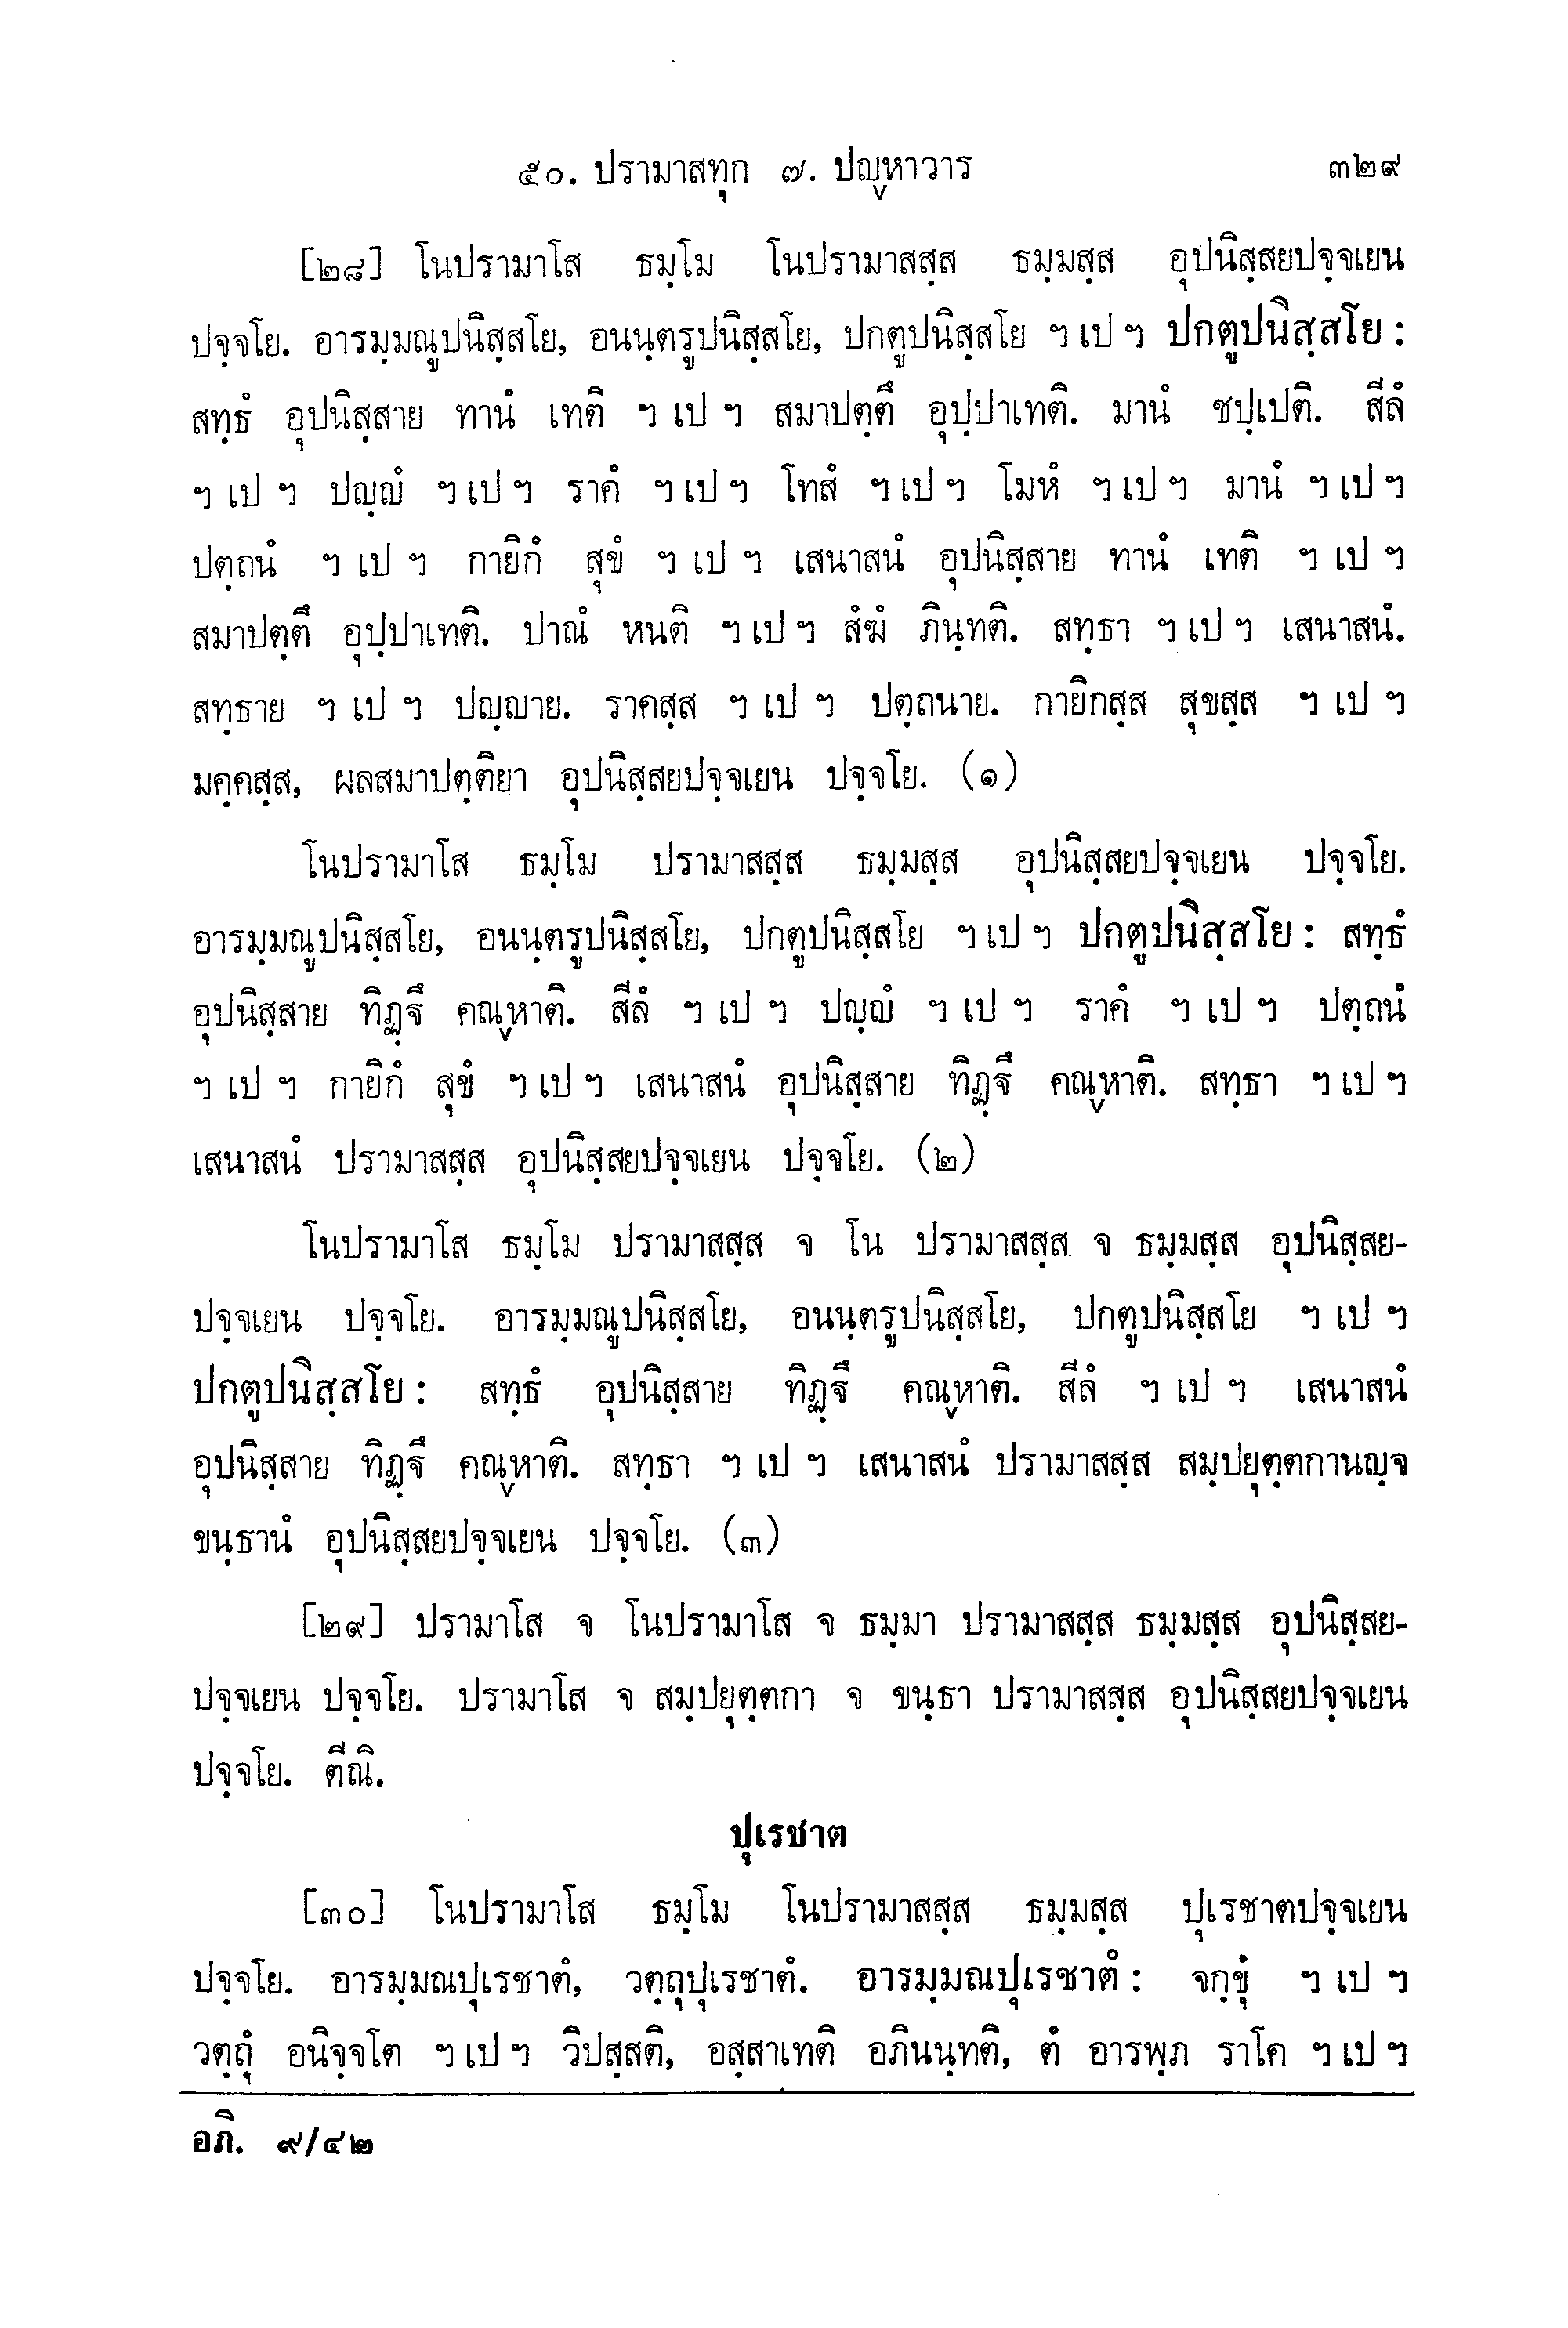 ๕๐. ปรามาสทุก ๗. ปญฺหาวาร ๓๒๙
[๒๘] โนปรามาโส ธมฺโม โนปรามาสสฺส ธมฺมสฺส อุปนิสฺสยปจฺจเยน
ปจฺจโย. อารมฺมณูปนิสฺสโย, อนนฺตรูปนิสฺสโย, ปกตูปนิสฺสโย ฯ เป ฯ ปกตูปนิสฺสโย :
สทฺธํ อุปนิสฺสาย ทานํ เทติ ฯ เป ฯ สมาปตฺตึ อุปฺปาเทติ. มานํ ชปฺเปติ. สีลํ
ฯ เป ฯ ปญฺญํ ฯ เป ฯ ราคํ ฯ เป ฯ โทสํ ฯ เป ฯ โมหํ ฯ เป ฯ มานํ ฯ เป ฯ
ปตฺถนํ ฯ เป ฯ กายิกํ สุขํ ฯ เป ฯ เสนาสนํ อุปนิสฺสาย ทานํ เทติ ฯ เป ฯ
สมาปตฺตึ อุปฺปาเทติ. ปาณํ หนติ ฯ เป ฯ สํฆํ ภินฺทติ. สทฺธา ฯ เป ฯ เสนาสนํ.
สทฺธาย ฯ เป ฯ ปญฺญาย. ราคสฺส ฯ เป ฯ ปตฺถนาย. กายิกสฺส สุขสฺส ฯ เป ฯ
มคฺคสฺส, ผลสมาปตฺติยา อุปนิสฺสยปจฺจเยน ปจฺจโย. (๑)
โนปรามาโส ธมฺโม ปรามาสสฺส ธมฺมสฺส อุปนิสฺสยปจฺจเยน ปจฺจโย.
อารมฺมณูปนิสฺสโย, อนนฺตรูปนิสฺสโย, ปกตูปนิสฺสโย ฯ เป ฯ ปกตูปนิสฺสโย : สทฺธํ
อุปนิสฺสาย ทิฏฺฐึ คณฺหาติ. สีลํ ฯ เป ฯ ปญฺญํ ฯ เป ฯ ราคํ ฯ เป ฯ ปตฺถนํ
ฯ เป ฯ กายิกํ สุขํ ฯ เป ฯ เสนาสนํ อุปนิสฺสาย ทิฏฺฐึ คณฺหาติ. สทฺธา ฯ เป ฯ
เสนาสนํ ปรามาสสฺส อุปนิสฺสยปจฺจเยน ปจฺจโย. (๒)
โนปรามาโส ธมฺโม ปรามาสสฺส จ โน ปรามาสสฺส จ ธมฺมสฺส อุปนิสฺสย-
ปจฺจเยน ปจฺจโย. อารมฺมณูปนิสฺสโย, อนนฺตรูปนิสฺสโย, ปกตูปนิสฺสโย ฯ เป ฯ
ปกตูปนิสฺสโย : สทฺธํ อุปนิสฺสาย ทิฏฺฐึ คณฺหาติ. สีลํ ฯ เป ฯ เสนาสนํ
อุปนิสฺสาย ทิฏฺฐึ คณฺหาติ. สทฺธา ฯ เป ฯ เสนาสนํ ปรามาสสฺส สมฺปยุตฺตกานญฺจ
ขนฺธานํ อุปนิสฺสยปจฺจเยน ปจฺจโย. (๓)
[๒๙] ปรามาโส จ โนปรามาโส จ ธมฺมา ปรามาสสฺส ธมฺมสฺส อุปนิสฺสย-
ปจฺจเยน ปจฺจโย. ปรามาโส จ สมฺปยุตฺตกา จ ขนฺธา ปรามาสสฺส อุปนิสฺสยปจฺจเยน
ปจฺจโย. ตีณิ.
ปุเรชาต
[๓๐] โนปรามาโส ธมฺโม โนปรามาสสฺส ธมฺมสฺส ปุเรชาตปจฺจเยน
ปจฺจโย. อารมฺมณปุเรชาตํ, วตฺถุปุเรชาตํ. อารมฺมณปุเรชาตํ : จกฺขุํ ฯ เป ฯ
วตฺถุํ อนิจฺจโต ฯ เป ฯ วิปสฺสติ, อสฺสาเทติ อภินนฺทติ, ตํ อารพฺภ ราโค ฯ เป ฯ
อภิ. ๙/๔๒